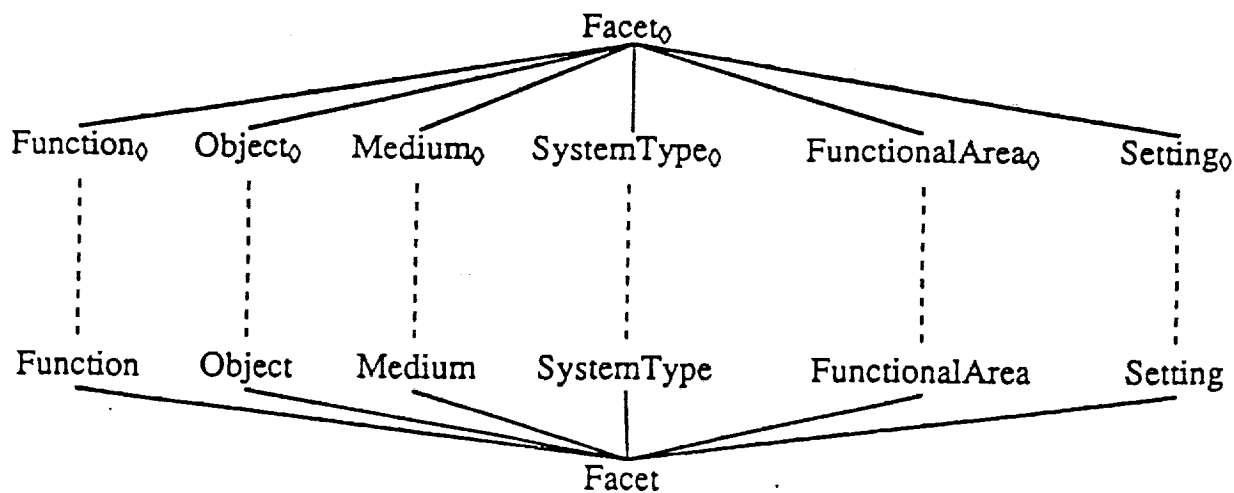 Facet◊
Function◊ Object◊ Medium◊ SystemType◊ FunctionalArea◊ Setting◊
Function Object Medium SystemType FunctionalArea Setting
Facet